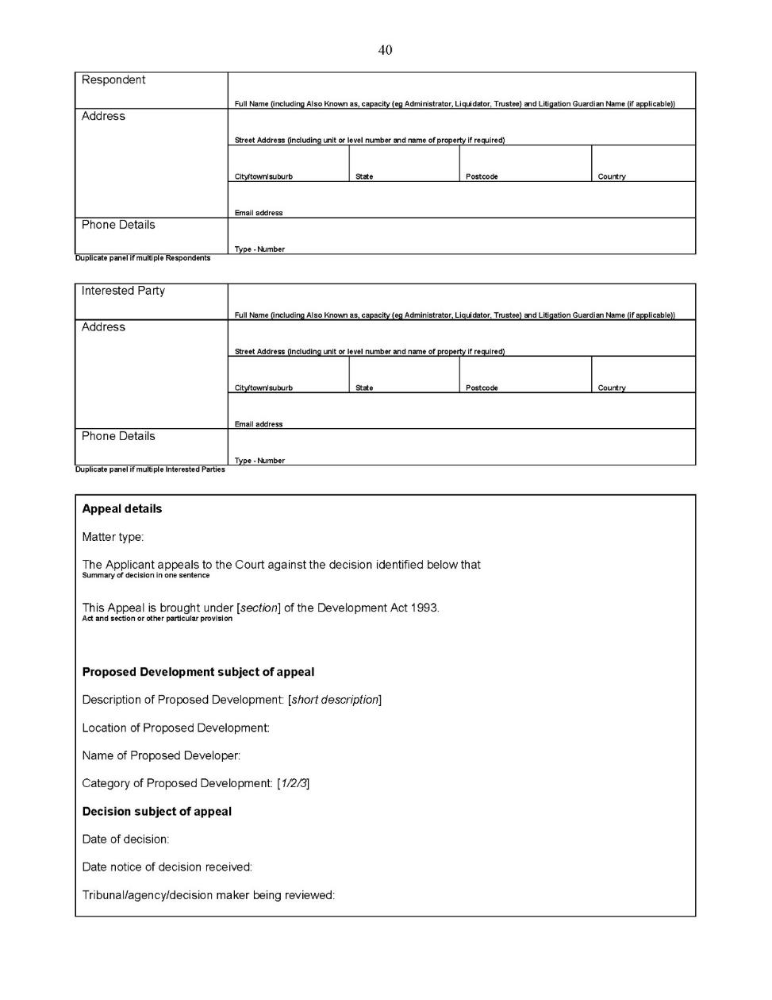 40
Respondent
Full Name (including Also Known as, capacity (eg Administrator, Liquidator, Trustee) and Litigation Guardian Name (if applicable))
Address
Street Address (including unit or level number and name of property if required)
City/town/suburb State Postcode Country
Email address
Phone Details
Type - Number
Duplicate panel if multiple Respondents
Interested Party
Full Name (including Also Known as, capacity (eg Administrator, Liquidator, Trustee) and Litigation Guardian Name (if applicable))
Address
Street Address (including unit or level number and name of property if required)
City/town/suburb State Postcode Country
Email address
Phone Details
Type - Number
Duplicate panel if multiple Interested Parties
Appeal details
Matter type:
The Applicant appeals to the Court against the decision identified below that
Summary of decision in one sentence
This Appeal is brought under [section] of the Development Act 1993.
Act and section or other particular provision
Proposed Development subject of appeal
Description of Proposed Development: [short description]
Location of Proposed Development:
Name of Proposed Developer:
Category of Proposed Development: [1/2/3]
Decision subject of appeal
Date of decision:
Date notice of decision received:
Tribunal/agency/decision maker being reviewed: